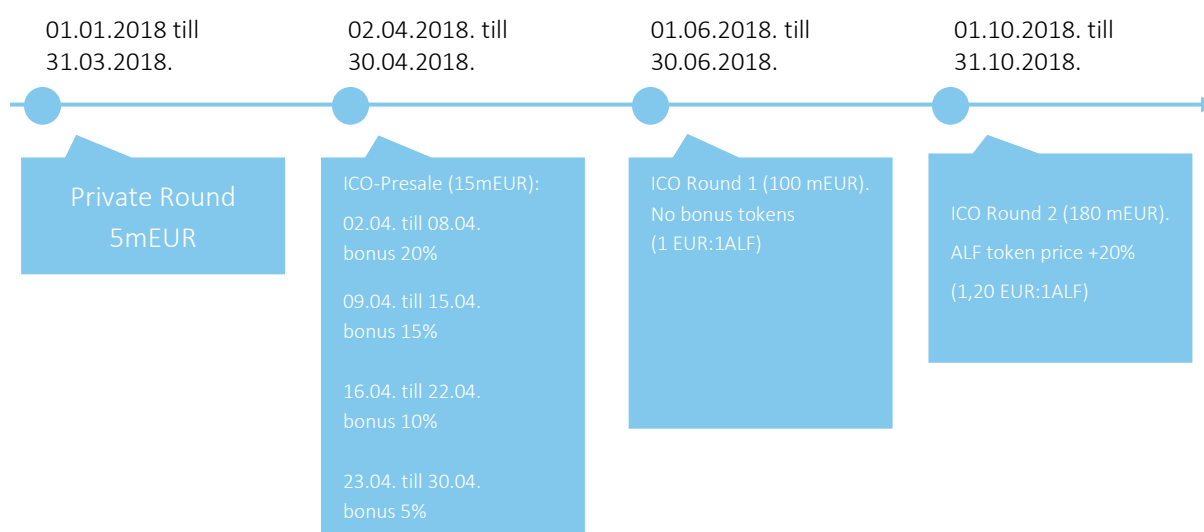 01.01.2018 till
31.03.2018.
02.04.2018. till
30.04.2018.
01.06.2018. till
30.06.2018.
01.10.2018. till
31.10.2018.
Private Round
5mEUR
ICO-Presale (15mEUR):
02.04. till 08.04.
bonus 20%
09.04. till 15.04.
bonus 15%
16.04. till 22.04.
bonus 10%
23.04. till 30.04.
bonus 5%
ICO Round 1 (100 mEUR).
No bonus tokens
(1 EUR:1ALF)
ICO Round 2 (180 mEUR).
ALF token price +20%
(1,20 EUR:1ALF)